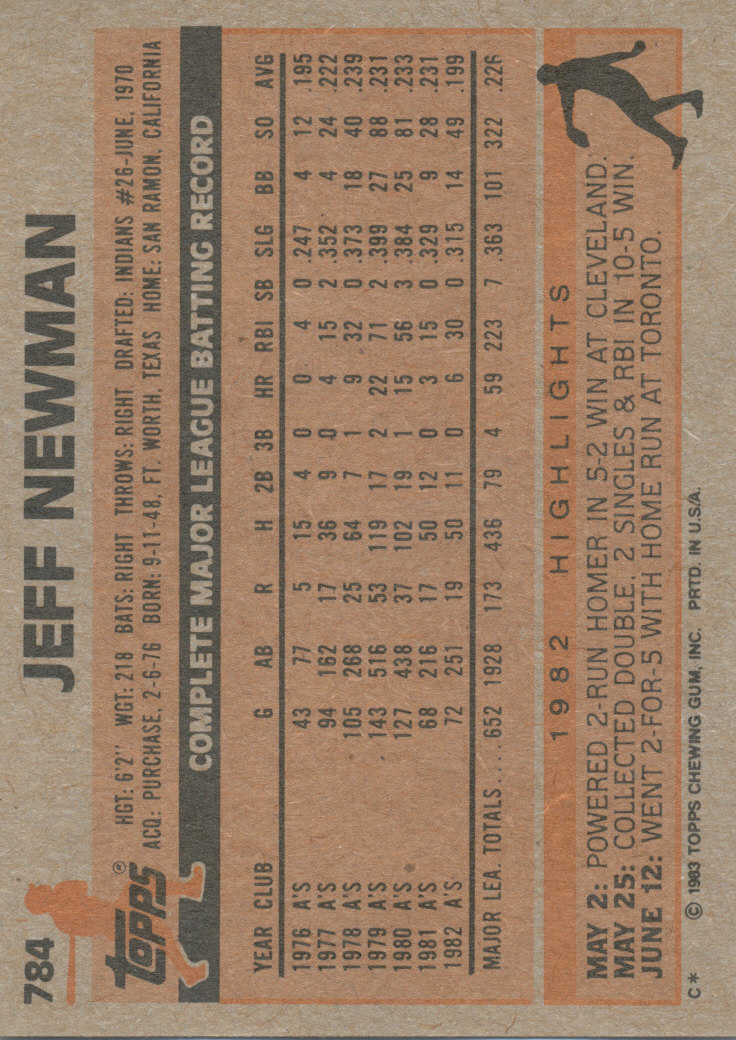 784
JEFF NEWMAN
TOPPS®
HGT: 6'2" WGT: 218 BATS: RIGHT THROWS: RIGHT DRAFTED: INDIANS #26-JUNE, 1970
ACQ: PURCHASE, 2-6-76 BORN: 9-11-48, FT. WORTH, TEXAS HOME: SAN RAMON, CALIFORNIA
COMPLETE MAJOR LEAGUE BATTING RECORD
YEAR CLUB G AB R H 2B 3B HR RBI SB SLG BB SO AVG
1976 A'S 43 77 5 15 4 0 0 4 0 .247 4 12 .195
1977 A'S 94 162 17 36 9 0 4 15 2 .352 4 24 .222
1978 A'S 105 268 25 64 7 1 9 32 0 .373 18 40 .239
1979 A'S 143 516 53 119 17 2 22 71 2 .399 27 88 .231
1980 A'S 127 438 37 102 19 1 15 56 3 .384 25 81 .233
1981 A'S 68 216 17 50 12 0 3 15 0 .329 9 28 .231
1982 A'S 72 251 19 50 11 0 6 30 0 .315 14 49 .199
MAJOR LEA. TOTALS....652 1928 173 436 79 4 59 223 7 .363 101 322 .226
1982 HIGHLIGHTS
MAY 2: POWERED 2-RUN HOMER IN 5-2 WIN AT CLEVELAND.
MAY 25: COLLECTED DOUBLE, 2 SINGLES & RBI IN 10-5 WIN.
JUNE 12: WENT 2-FOR-5 WITH HOME RUN AT TORONTO.
C* © 1983 TOPPS CHEWING GUM, INC. PRTD. IN U.S.A.